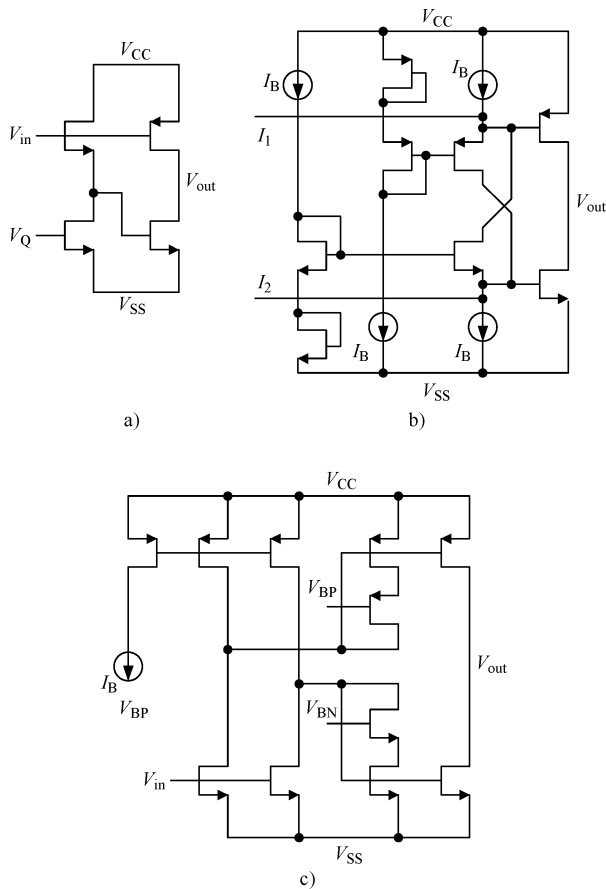 V_CC
V_in
V_out
V_Q
V_SS
a)
V_CC
I_B
I_B
I_1
V_out
I_2
I_B
I_B
V_SS
b)
V_CC
V_BP
I_B
V_BP
V_out
V_BN
V_in
V_SS
c)